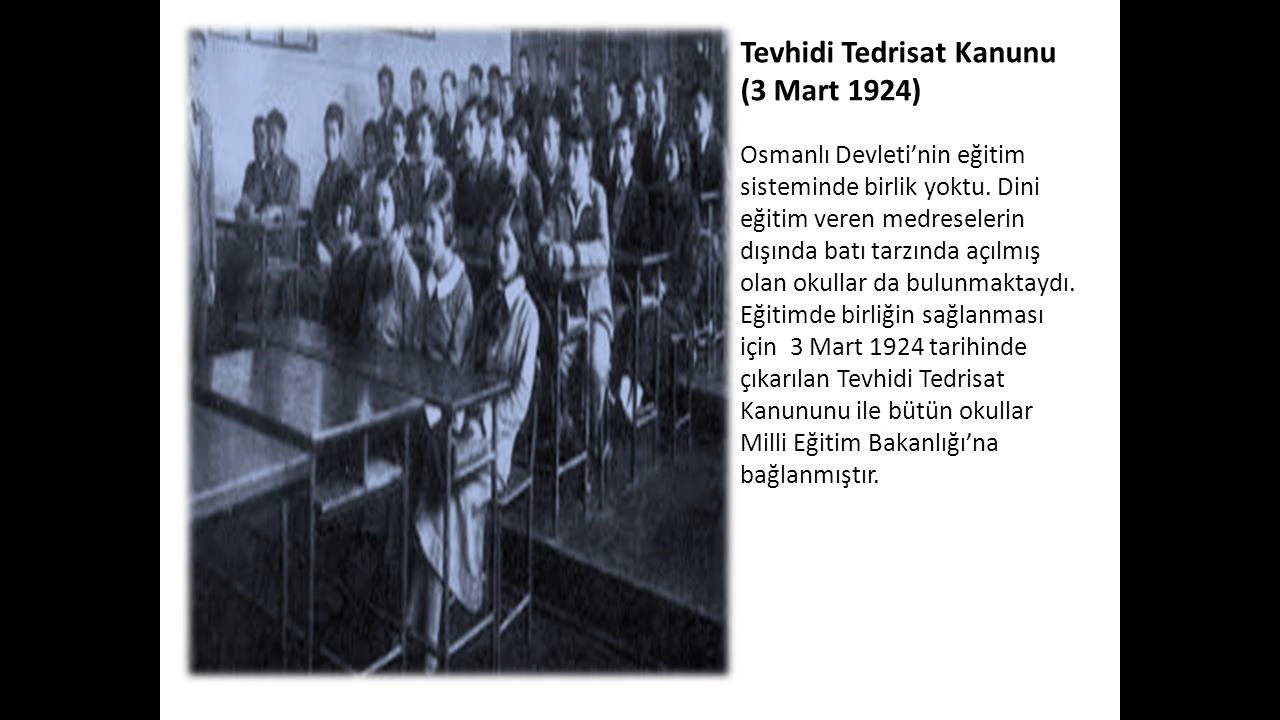 Tevhidi Tedrisat Kanunu
(3 Mart 1924)
Osmanlı Devleti’nin eğitim
sisteminde birlik yoktu. Dini
eğitim veren medreselerin
dışında batı tarzında açılmış
olan okullar da bulunmaktaydı.
Eğitimde birliğin sağlanması
için  3 Mart 1924 tarihinde
çıkarılan Tevhidi Tedrisat
Kanununu ile bütün okullar
Milli Eğitim Bakanlığı’na
bağlanmıştır.